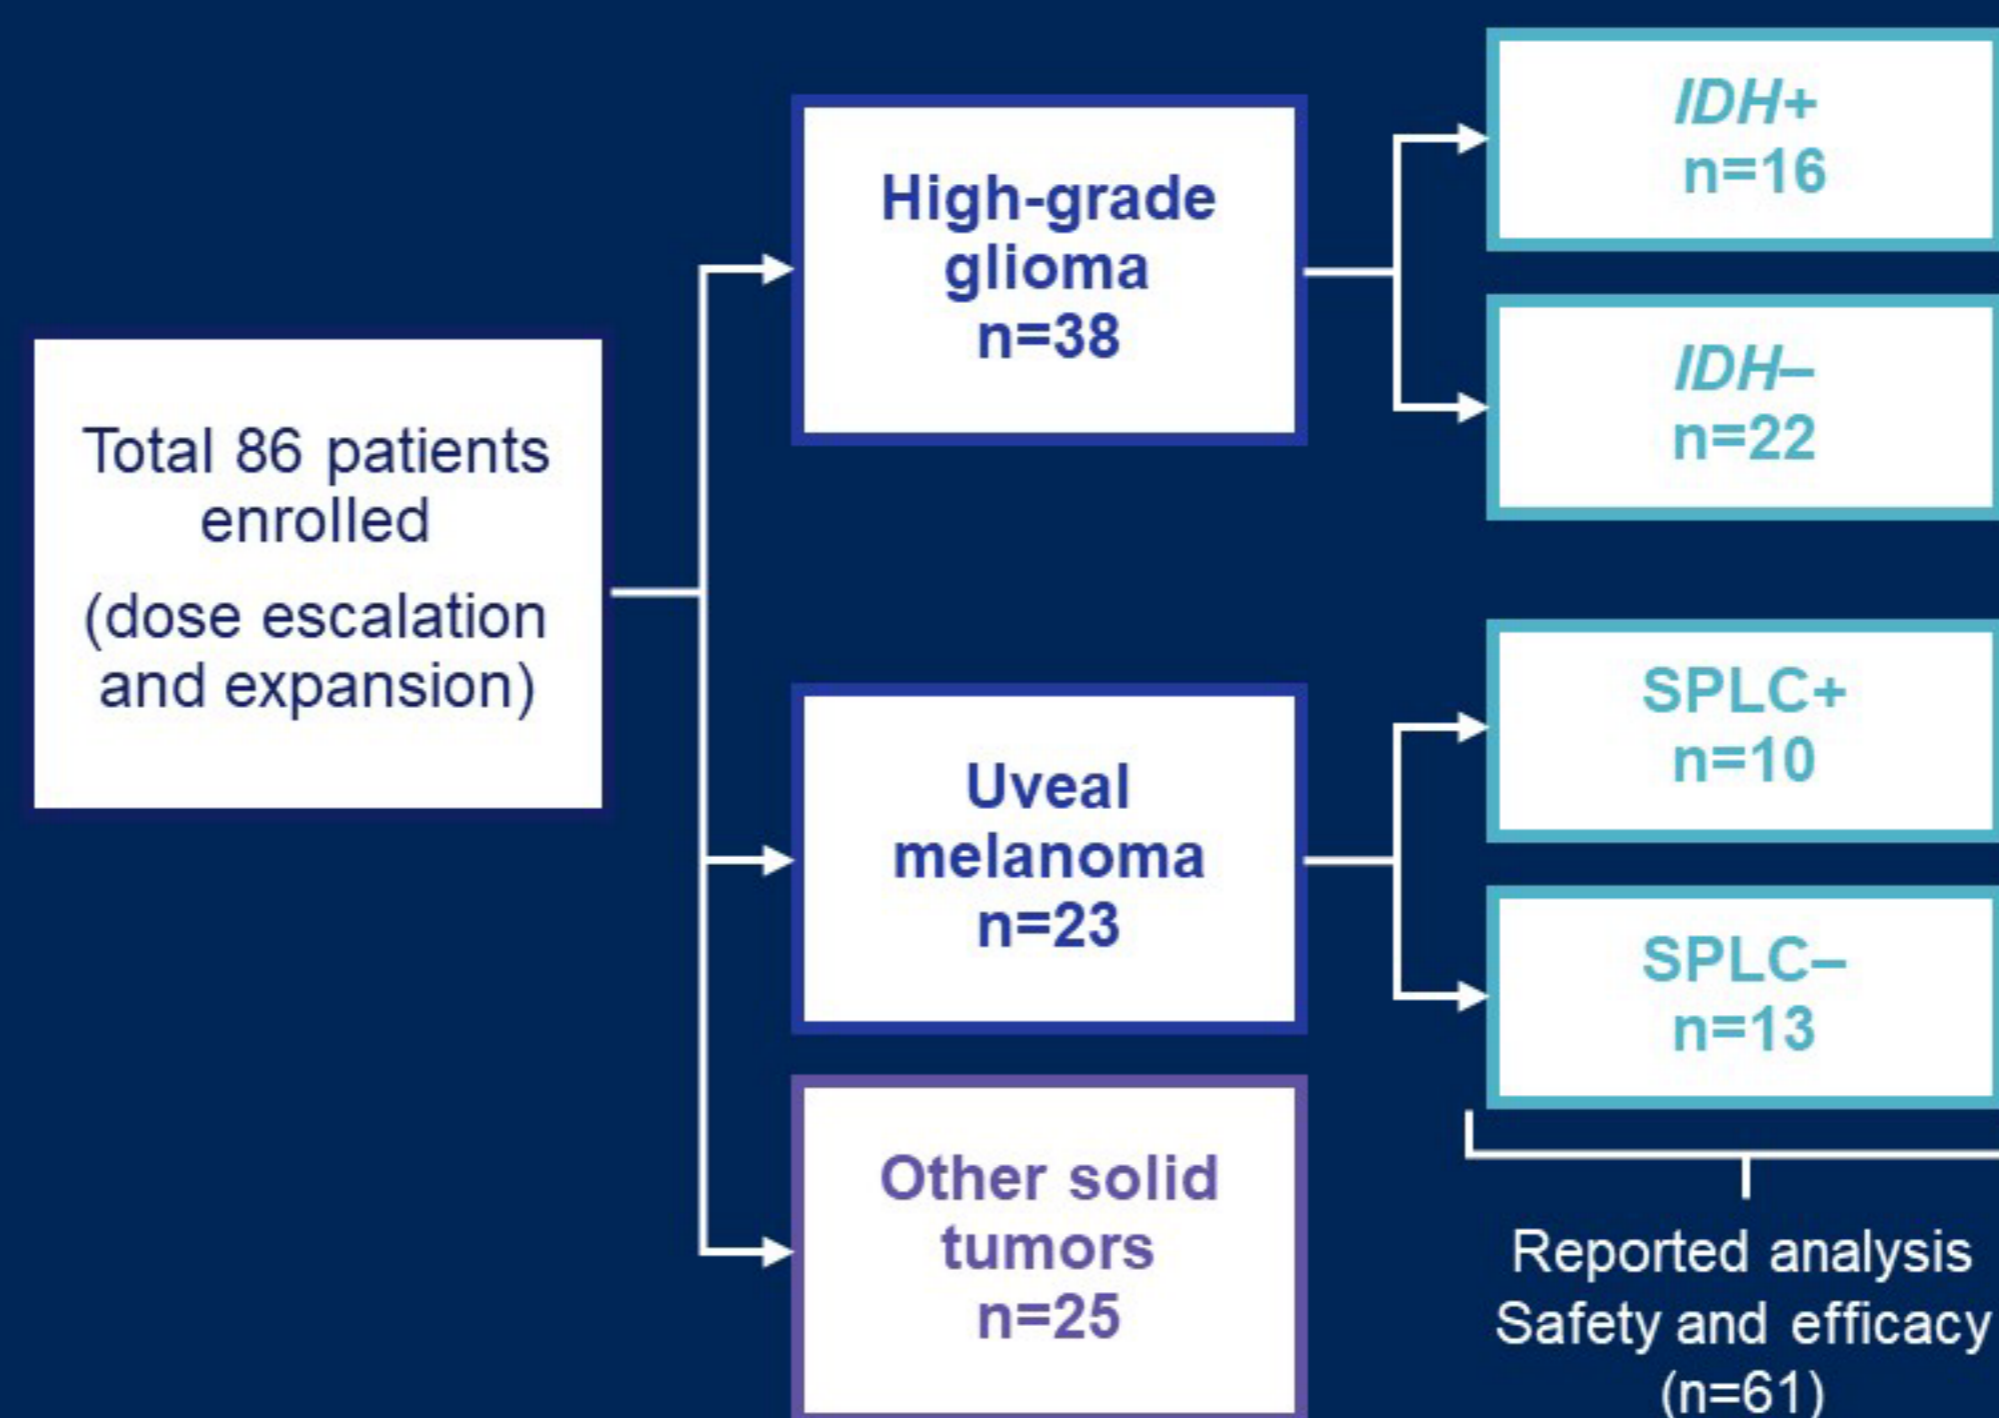 Total 86 patients
enrolled
(dose escalation
and expansion)
High-grade
glioma
n=38
IDH+
n=16
IDH–
n=22
Uveal
melanoma
n=23
SPLC+
n=10
SPLC–
n=13
Other solid
tumors
n=25
Reported analysis
Safety and efficacy
(n=61)